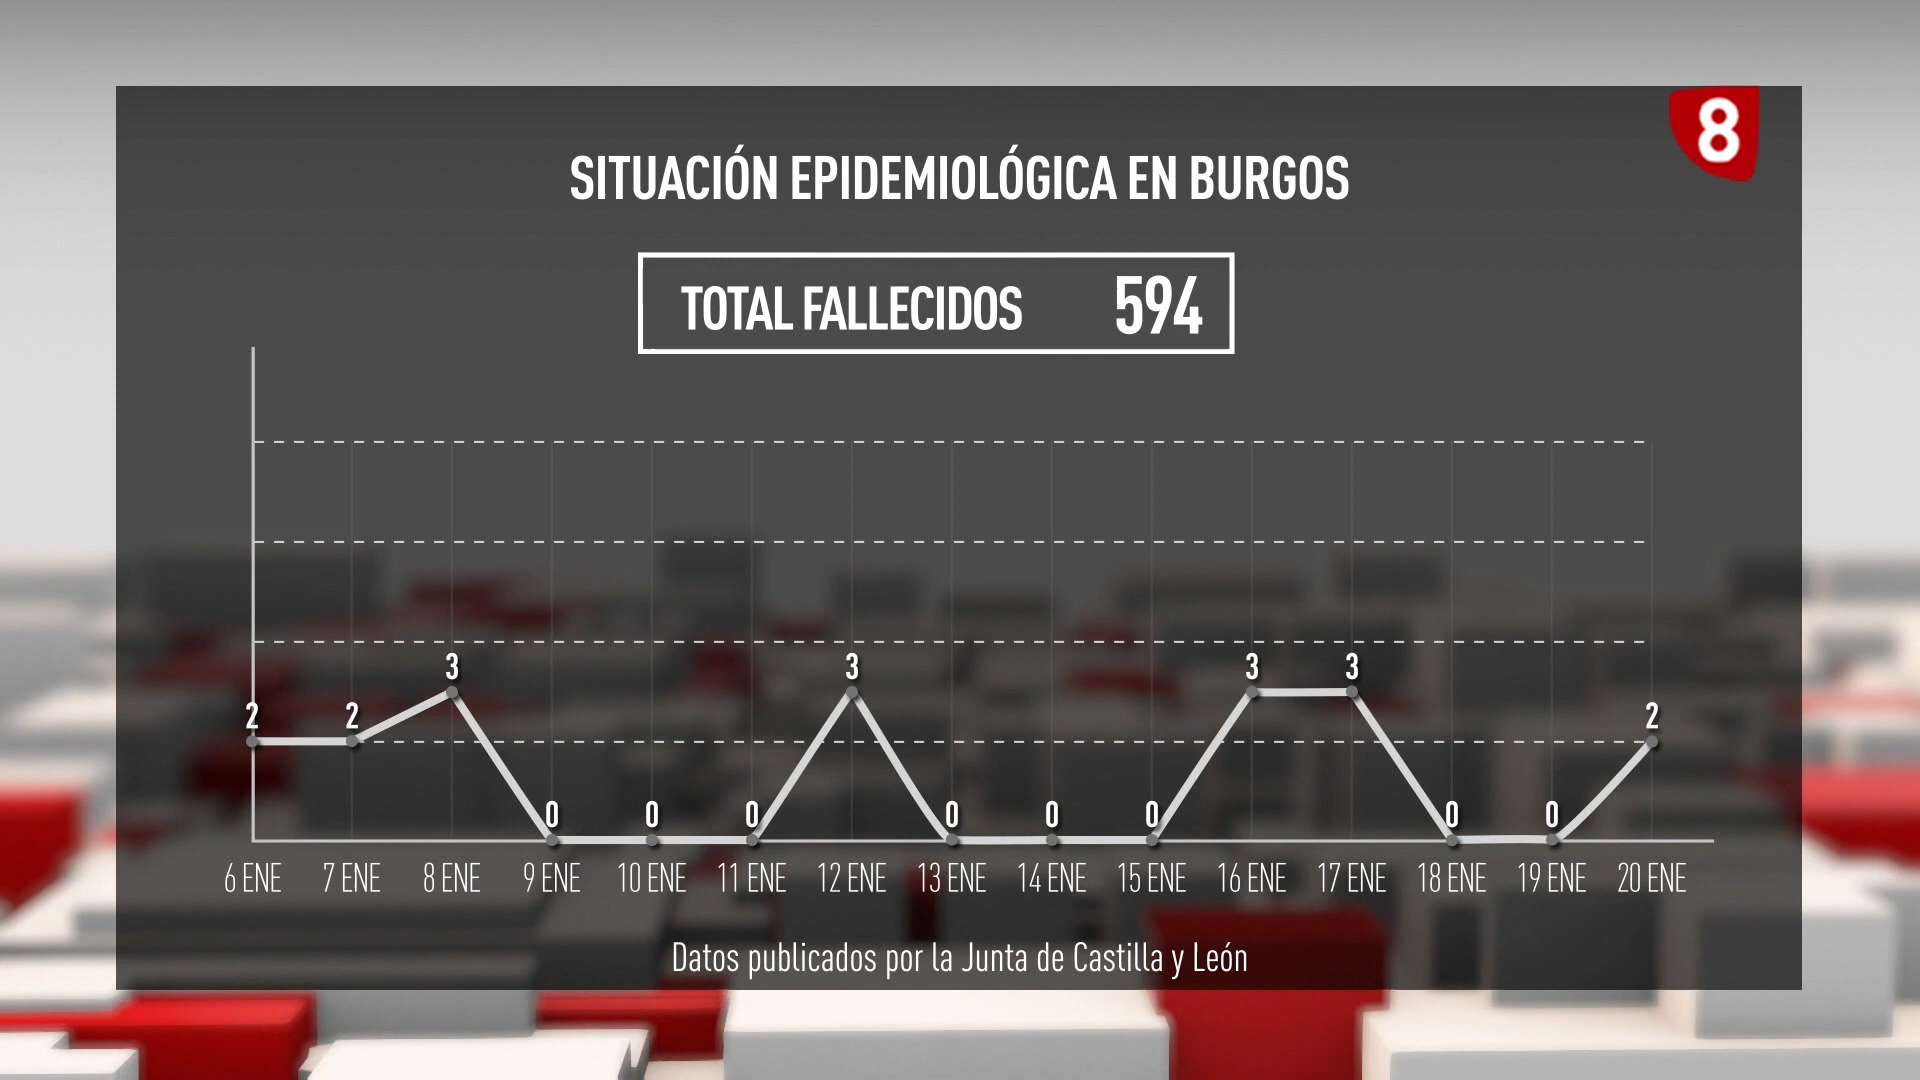 8
SITUACIÓN EPIDEMIOLÓGICA EN BURGOS
TOTAL FALLECIDOS 594
2 2 3 0 0 0 3 0 0 0 3 3 0 0 2
6 ENE 7 ENE 8 ENE 9 ENE 10 ENE 11 ENE 12 ENE 13 ENE 14 ENE 15 ENE 16 ENE 17 ENE 18 ENE 19 ENE 20 ENE
Datos publicados por la Junta de Castilla y León